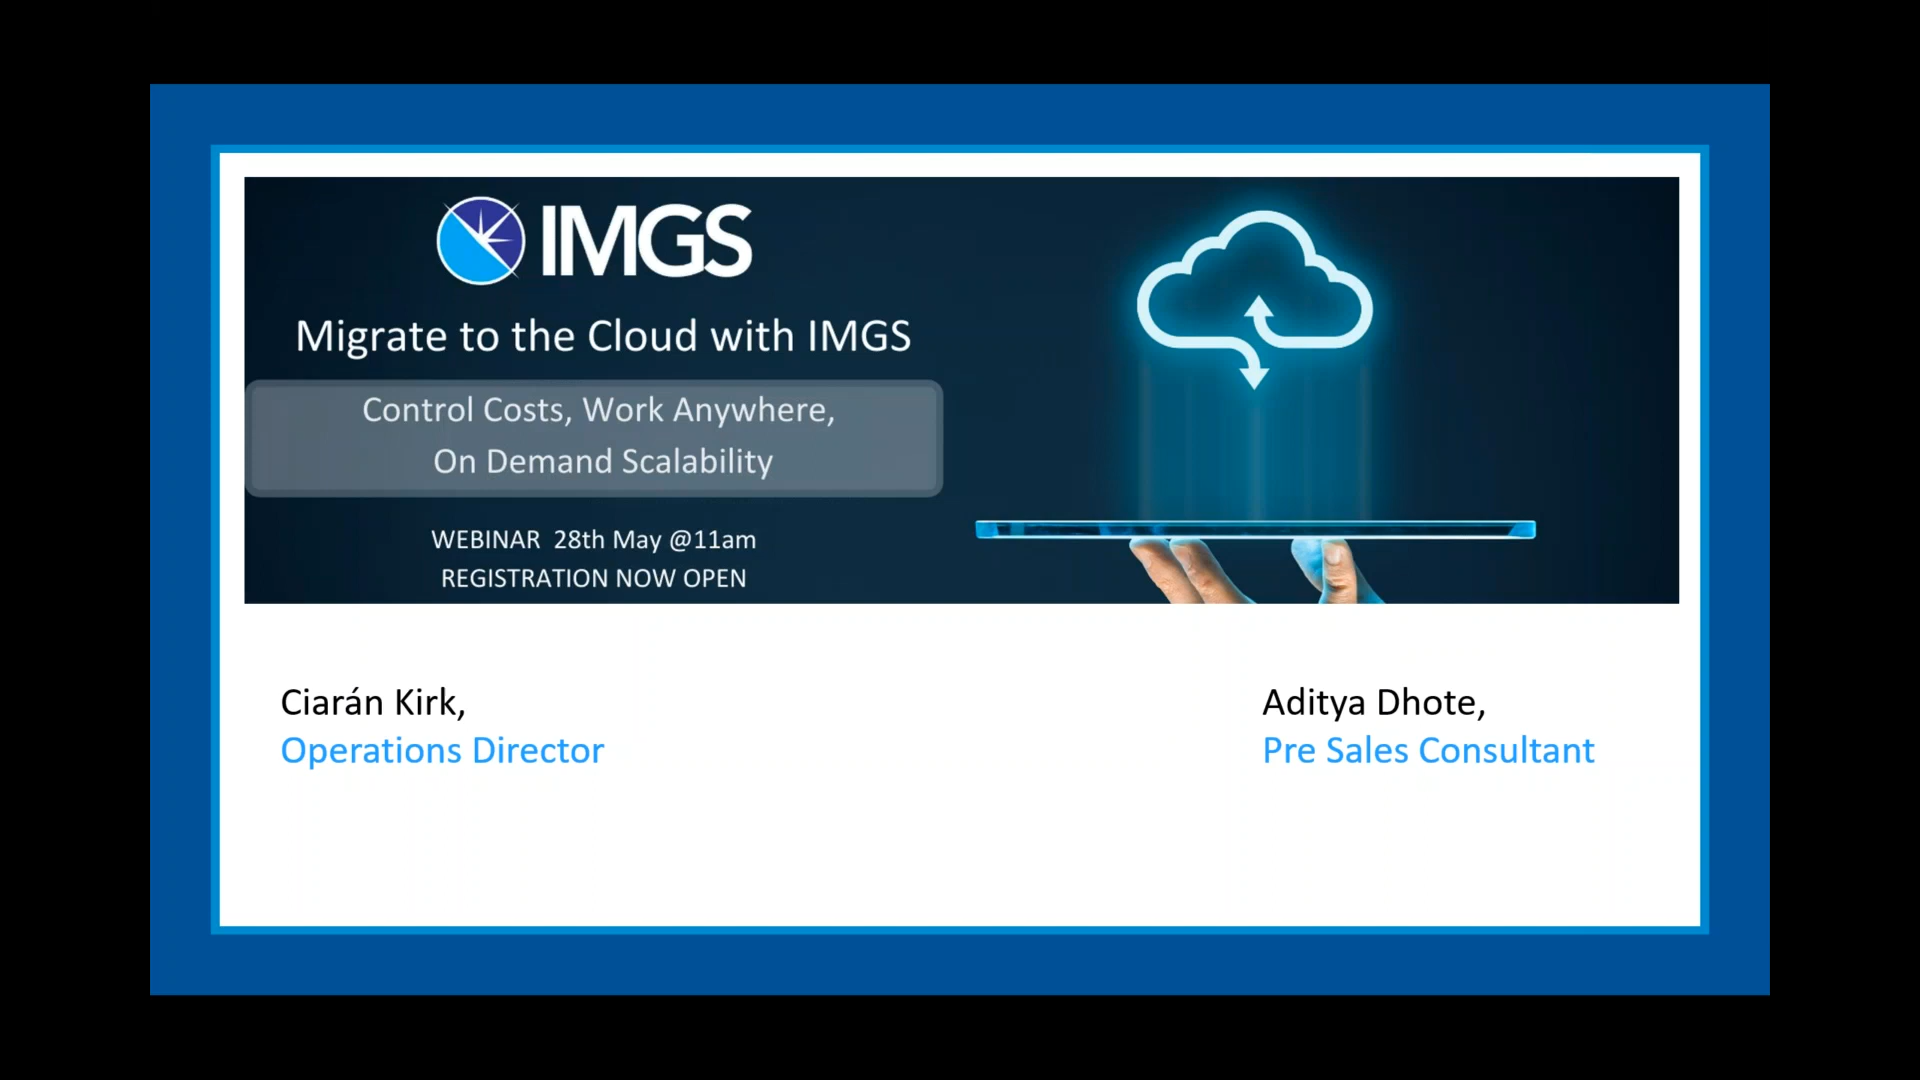 IMGS
Migrate to the Cloud with IMGS
Control Costs, Work Anywhere,
On Demand Scalability
WEBINAR 28th May @11am
REGISTRATION NOW OPEN
Ciarán Kirk,
Operations Director
Aditya Dhote,
Pre Sales Consultant